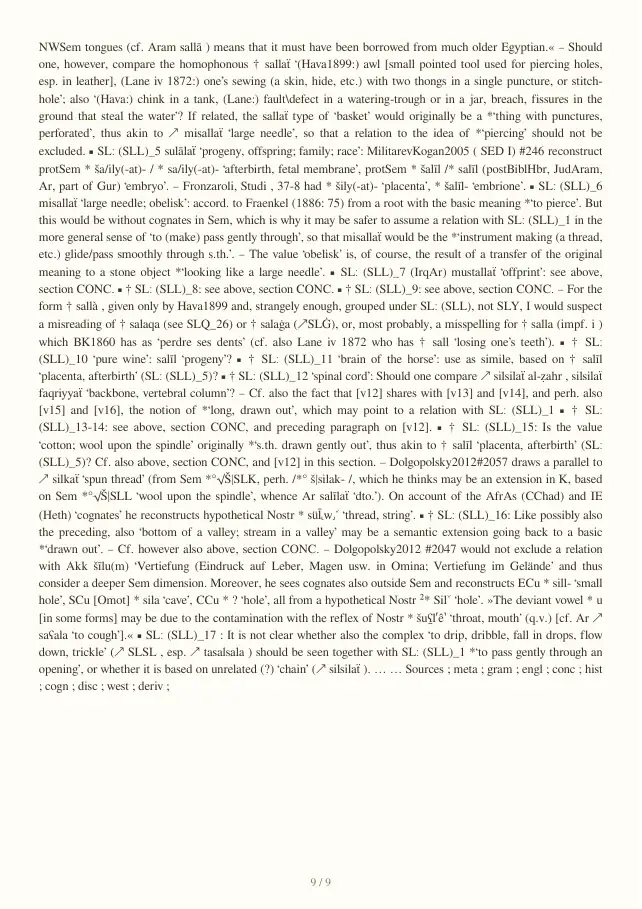 NWSem tongues (cf. Aram sallā ) means that it must have been borrowed from much older Egyptian.« – Should
one, however, compare the homophonous † sallaẗ ‘(Hava1899:) awl [small pointed tool used for piercing holes,
esp. in leather], (Lane iv 1872:) one’s sewing (a skin, hide, etc.) with two thongs in a single puncture, or stitch-
hole’; also ‘(Hava:) chink in a tank, (Lane:) fault\defect in a watering-trough or in a jar, breach, fissures in the
ground that steal the water’? If related, the sallaẗ type of ‘basket’ would originally be a *‘thing with punctures,
perforated’, thus akin to ↗ misallaẗ ‘large needle’, so that a relation to the idea of *‘piercing’ should not be
excluded. ▪ SL: (SLL)_5 sulālaẗ ‘progeny, offspring; family; race’: MilitarevKogan2005 ( SED I) #246 reconstruct
protSem * ša/ily(-at)- / * sa/ily(-at)- ‘afterbirth, fetal membrane’, protSem * šalīl /* salīl (postBiblHbr, JudAram,
Ar, part of Gur) ‘embryo’. – Fronzaroli, Studi , 37-8 had * šily(-at)- ‘placenta’, * šalīl- ‘embrione’. ▪ SL: (SLL)_6
misallaẗ ‘large needle; obelisk’: accord. to Fraenkel (1886: 75) from a root with the basic meaning *‘to pierce’. But
this would be without cognates in Sem, which is why it may be safer to assume a relation with SL: (SLL)_1 in the
more general sense of ‘to (make) pass gently through’, so that misallaẗ would be the *‘instrument making (a thread,
etc.) glide/pass smoothly through s.th.’. – The value ‘obelisk’ is, of course, the result of a transfer of the original
meaning to a stone object *‘looking like a large needle’. ▪ SL: (SLL)_7 (IrqAr) mustallaẗ ‘offprint’: see above,
section CONC. ▪ † SL: (SLL)_8: see above, section CONC. ▪ † SL: (SLL)_9: see above, section CONC. – For the
form † sallà , given only by Hava1899 and, strangely enough, grouped under SL: (SLL), not SLY, I would suspect
a misreading of † salaqa (see SLQ_26) or † salaġa (↗SLĠ), or, most probably, a misspelling for † salla (impf. i )
which BK1860 has as ‘perdre ses dents’ (cf. also Lane iv 1872 who has † sall ‘losing one’s teeth’). ▪ † SL:
(SLL)_10 ‘pure wine’: salīl ‘progeny’? ▪ † SL: (SLL)_11 ‘brain of the horse’: use as simile, based on † salīl
‘placenta, afterbirth’ (SL: (SLL)_5)? ▪ † SL: (SLL)_12 ‘spinal cord’: Should one compare ↗ silsilaẗ al-ẓahr , silsilaẗ
faqriyyaẗ ‘backbone, vertebral column’? – Cf. also the fact that [v12] shares with [v13] and [v14], and perh. also
[v15] and [v16], the notion of *‘long, drawn out’, which may point to a relation with SL: (SLL)_1 ▪ † SL:
(SLL)_13-14: see above, section CONC, and preceding paragraph on [v12]. ▪ † SL: (SLL)_15: Is the value
‘cotton; wool upon the spindle’ originally *‘s.th. drawn gently out’, thus akin to † salīl ‘placenta, afterbirth’ (SL:
(SLL)_5)? Cf. also above, section CONC, and [v12] in this section. – Dolgopolsky2012#2057 draws a parallel to
↗ silkaẗ ‘spun thread’ (from Sem *°√Š|SLK, perh. /*° š|silak- /, which he thinks may be an extension in K, based
on Sem *°√Š|SLL ‘wool upon the spindle’, whence Ar salīlaẗ ‘dto.’). On account of the AfrAs (CChad) and IE
(Heth) ‘cognates’ he reconstructs hypothetical Nostr ‘thread, string’. ▪ † SL: (SLL)_16: Like possibly also
the preceding, also ‘bottom of a valley; stream in a valley’ may be a semantic extension going back to a basic
*‘drawn out’. – Cf. however also above, section CONC. – Dolgopolsky2012 #2047 would not exclude a relation
with Akk šīlu(m) ‘Vertiefung (Eindruck auf Leber, Magen usw. in Omina; Vertiefung im Gelände’ and thus
consider a deeper Sem dimension. Moreover, he sees cognates also outside Sem and reconstructs ECu * sill- ‘small
hole’, SCu [Omot] * sila ‘cave’, CCu * ? ‘hole’, all from a hypothetical Nostr ²* Silˇ ‘hole’. »The deviant vowel * u
[in some forms] may be due to the contamination with the reflex of Nostr ‘throat, mouth’ (q.v.) [cf. Ar ↗
saʕala ‘to cough’].« ▪ SL: (SLL)_17 : It is not clear whether also the complex ‘to drip, dribble, fall in drops, flow
down, trickle’ (↗ SLSL , esp. ↗ tasalsala ) should be seen together with SL: (SLL)_1 *‘to pass gently through an
opening’, or whether it is based on unrelated (?) ‘chain’ (↗ silsilaẗ ). … … Sources ; meta ; gram ; engl ; conc ; hist
; cogn ; disc ; west ; deriv ;
9 / 9